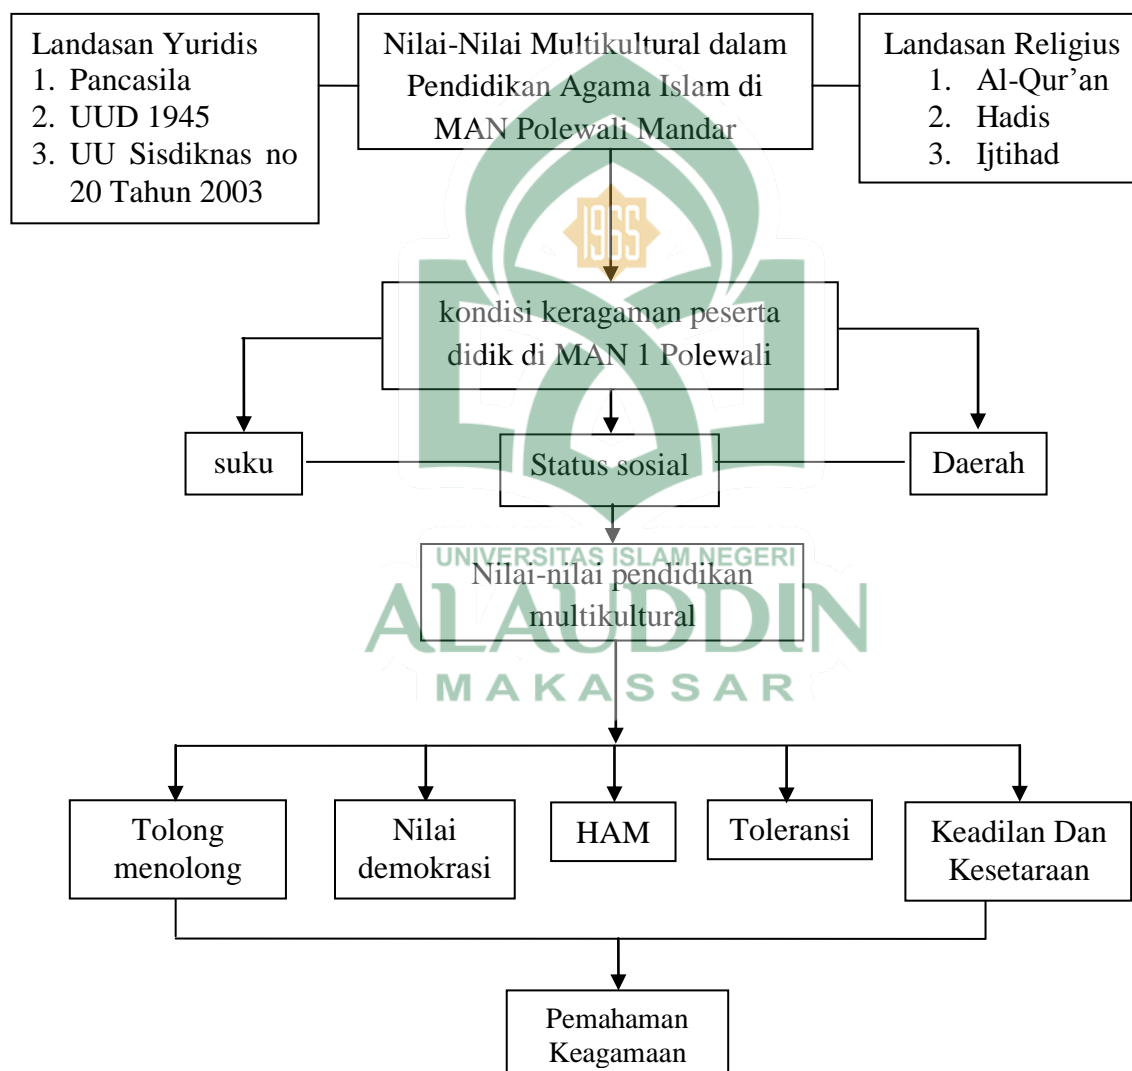 Landasan Yuridis
1. Pancasila
2. UUD 1945
3. UU Sisdiknas no
20 Tahun 2003
Nilai-Nilai Multikultural dalam
Pendidikan Agama Islam di
MAN Polewali Mandar
Landasan Religius
1. Al-Qur’an
2. Hadis
3. Ijtihad
1965
kondisi keragaman peserta
didik di MAN 1 Polewali
suku
Status sosial
Daerah
UNIVERSITAS ISLAM NEGERI
Nilai-nilai pendidikan
multikultural
ALAUDDIN
MAKASSAR
Tolong
menolong
Nilai
demokrasi
HAM
Toleransi
Keadilan Dan
Kesetaraan
Pemahaman
Keagamaan